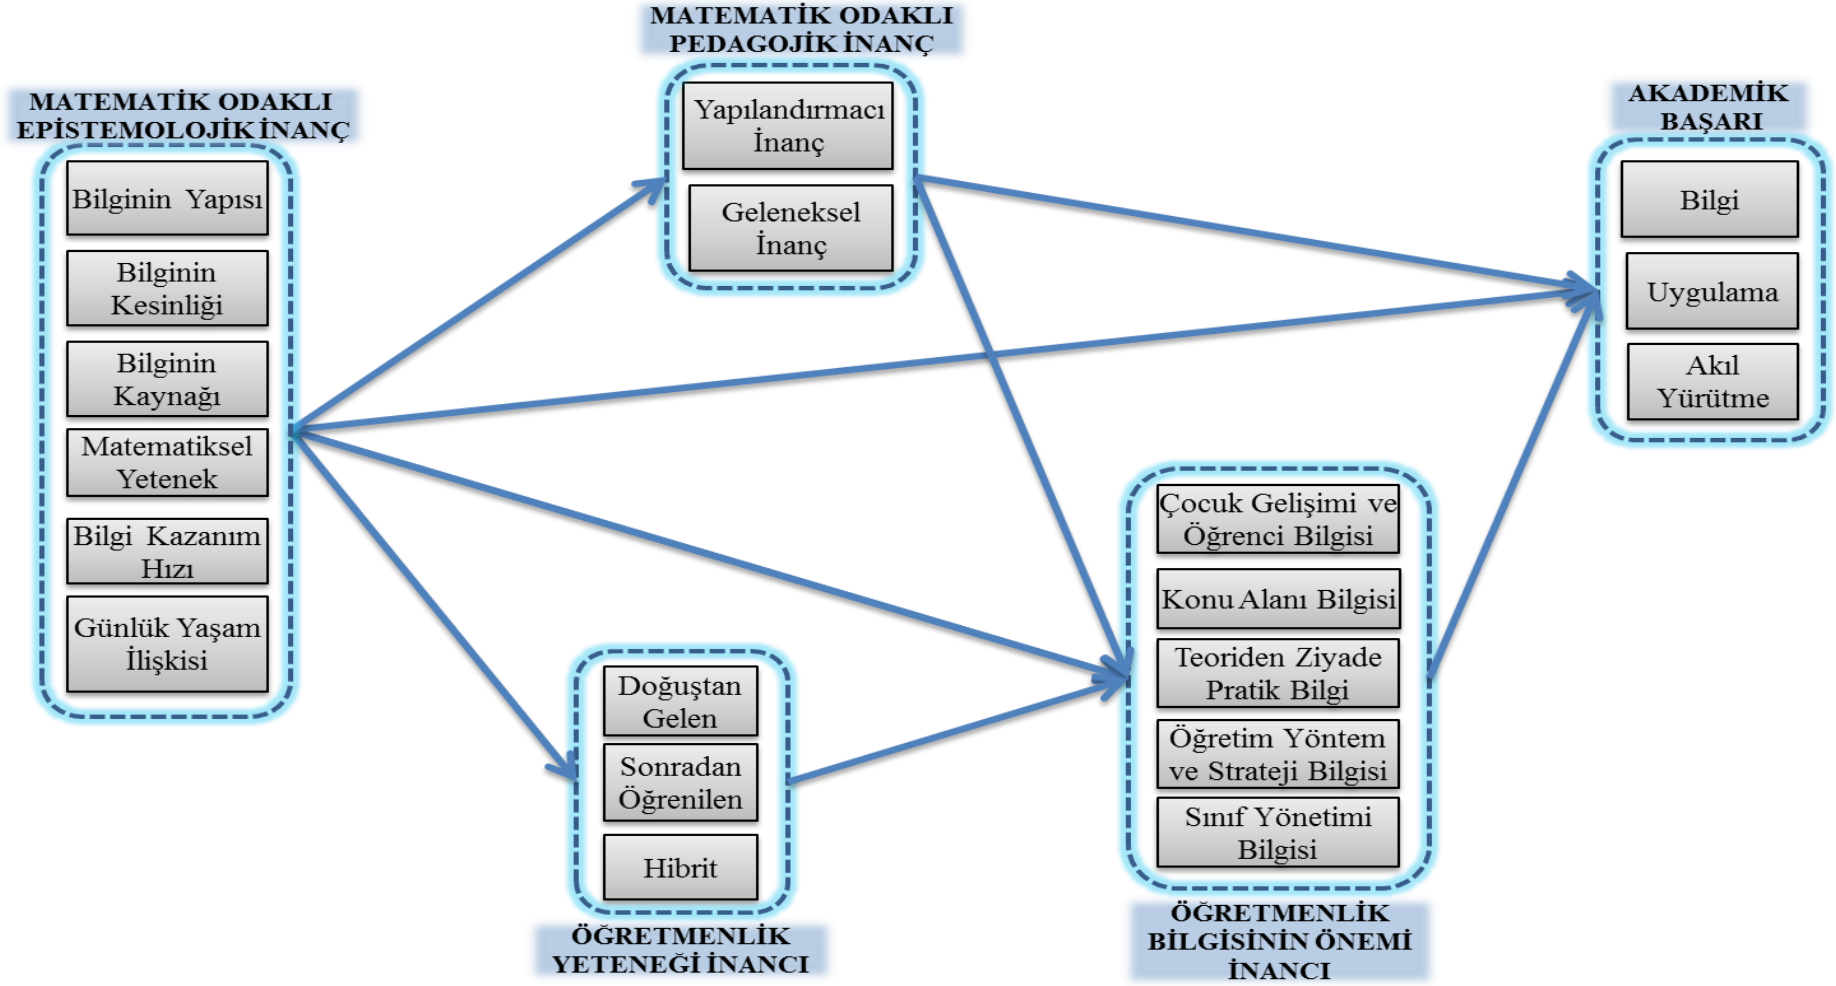 MATEMATİK ODAKLI
EPİSTEMOLOJİK İNANÇ
Bilginin Yapısı
Bilginin
Kesinliği
Bilginin
Kaynağı
Matematiksel
Yetenek
Bilgi Kazanım
Hızı
Günlük Yaşam
İlişkisi
MATEMATİK ODAKLI
PEDAGOJİK İNANÇ
Yapılandırmacı
İnanç
Geleneksel
İnanç
Doğuştan
Gelen
Sonradan
Öğrenilen
Hibrit
ÖĞRETMENLİK
YETENEĞİ İNANCI
AKADEMİK
BAŞARI
Bilgi
Uygulama
Akıl
Yürütme
Çocuk Gelişimi ve
Öğrenci Bilgisi
Konu Alanı Bilgisi
Teoriden Ziyade
Pratik Bilgi
Öğretim Yöntem
ve Strateji Bilgisi
Sınıf Yönetimi
Bilgisi
ÖĞRETMENLİK
BİLGİSİNİN ÖNEMİ
İNANCI